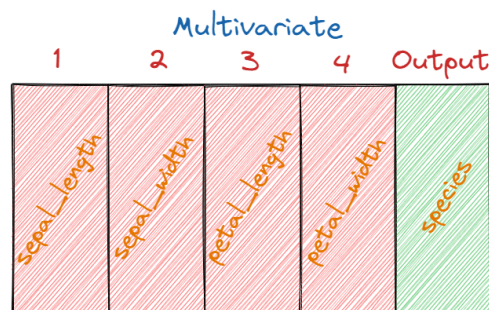 Multivariate
1 2 3 4 Output
sepal_length sepal_width petal_length petal_width species